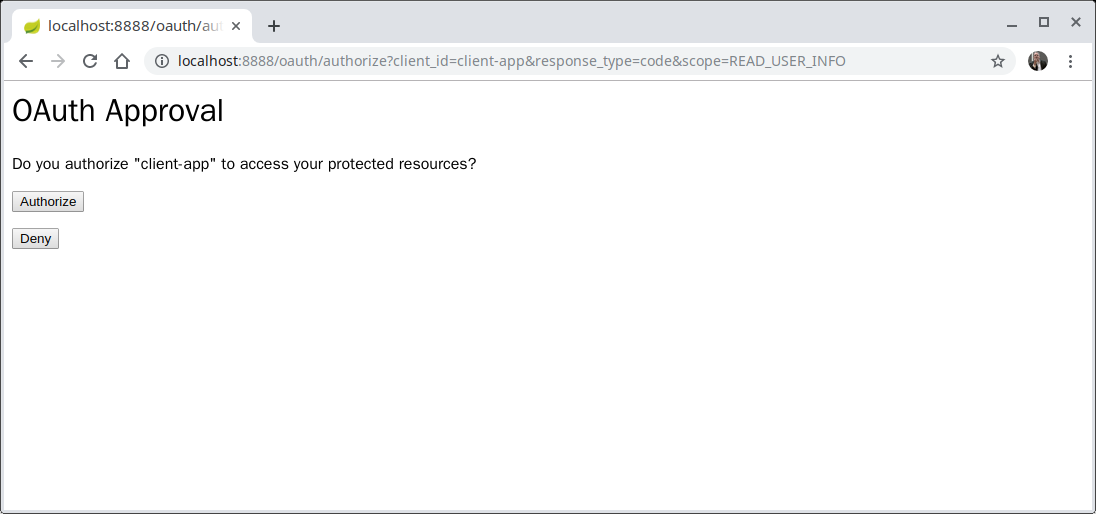 localhost:8888/oauth/aut
localhost:8888/oauth/authorize?client_id=client-app&response_type=code&scope=READ_USER_INFO
OAuth Approval
Do you authorize "client-app" to access your protected resources?
Authorize
Deny